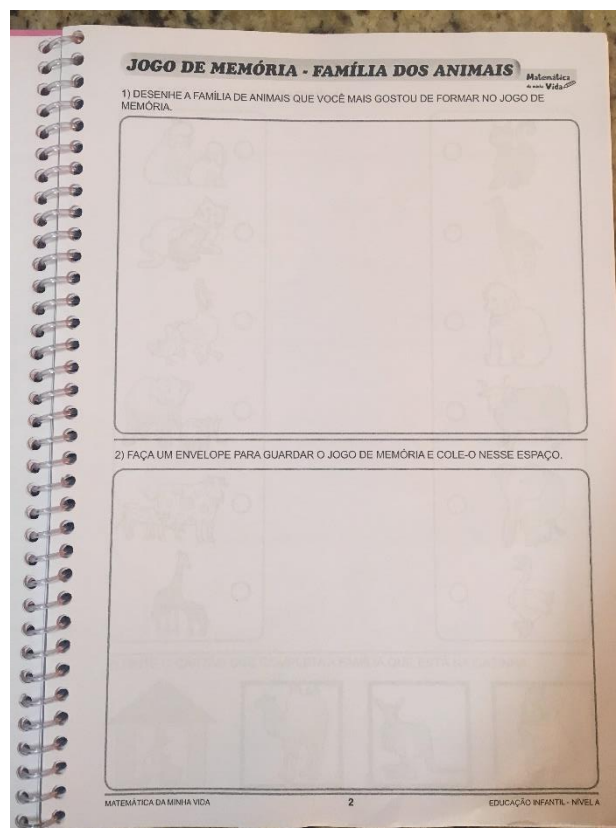 JOGO DE MEMÓRIA - FAMÍLIA DOS ANIMAIS
Matemática
da minha Vida
1) DESENHE A FAMÍLIA DE ANIMAIS QUE VOCÊ MAIS GOSTOU DE FORMAR NO JOGO DE
MEMÓRIA.
2) FAÇA UM ENVELOPE PARA GUARDAR O JOGO DE MEMÓRIA E COLE-O NESSE ESPAÇO.
MATEMÁTICA DA MINHA VIDA
2
EDUCAÇÃO INFANTIL - NÍVEL A